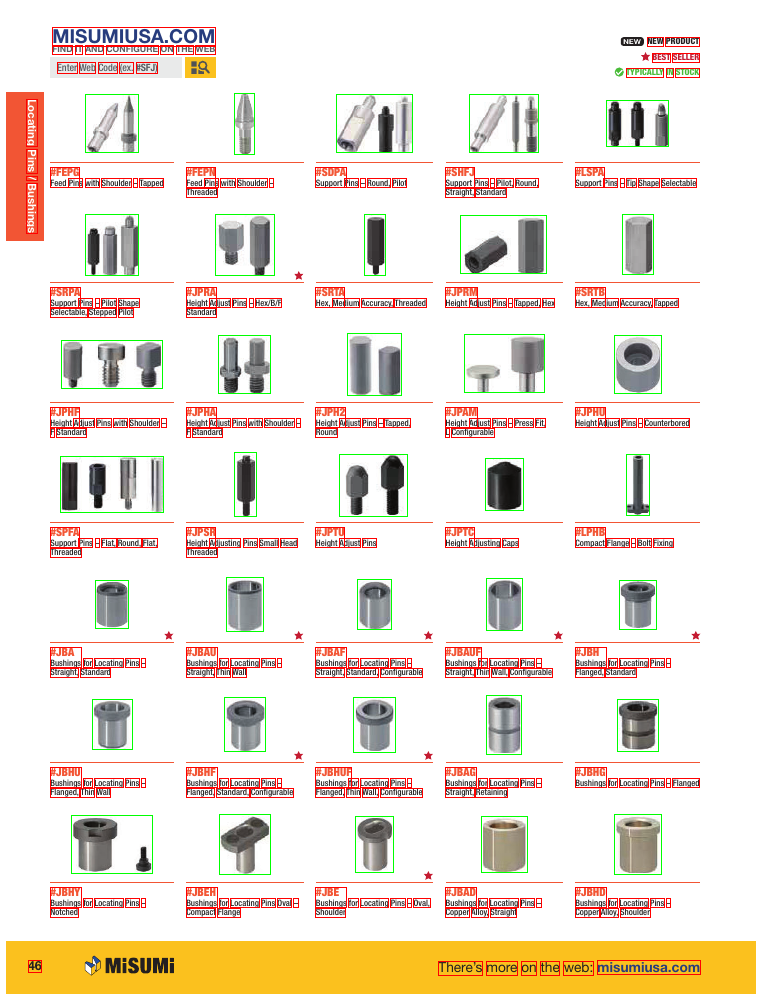 MISUMIUSA.COM
FIND IT AND CONFIGURE ON THE WEB
Enter Web Code (ex. #SFJ)
NEW NEW PRODUCT
BEST SELLER
TYPICALLY IN STOCK
Locating Pins / Bushings
#FEPG
Feed Pins with Shoulder – Tapped
#FEPN
Feed Pins with Shoulder –
Threaded
#SDPA
Support Pins – Round, Pilot
#SHFJ
Support Pins – Pilot, Round,
Straight, Standard
#LSPA
Support Pins – Tip Shape Selectable
#SRPA
Support Pins – Pilot Shape
Selectable, Stepped Pilot
#JPRA
Height Adjust Pins – Hex/B/F
Standard
#SRTA
Hex, Medium Accuracy, Threaded
#JPRM
Height Adjust Pins – Tapped, Hex
#SRTB
Hex, Medium Accuracy, Tapped
#JPHF
Height Adjust Pins with Shoulder –
F Standard
#JPHA
Height Adjust Pins with Shoulder –
F Standard
#JPH2
Height Adjust Pins – Tapped,
Round
#JPAM
Height Adjust Pins – Press Fit,
L Configurable
#JPHU
Height Adjust Pins – Counterbored
#SPFA
Support Pins – Flat, Round, Flat,
Threaded
#JPSR
Height Adjusting Pins Small Head
Threaded
#JPTU
Height Adjust Pins
#JPTC
Height Adjusting Caps
#LPHB
Compact Flange – Bolt Fixing
#JBA
Bushings for Locating Pins –
Straight, Standard
#JBAU
Bushings for Locating Pins –
Straight, Thin Wall
#JBAF
Bushings for Locating Pins –
Straight, Standard, Configurable
#JBAUF
Bushings for Locating Pins –
Straight, Thin Wall, Configurable
#JBH
Bushings for Locating Pins –
Flanged, Standard
#JBHU
Bushings for Locating Pins –
Flanged, Thin Wall
#JBHF
Bushings for Locating Pins –
Flanged, Standard, Configurable
#JBHUF
Bushings for Locating Pins –
Flanged, Thin Wall, Configurable
#JBAG
Bushings for Locating Pins –
Straight, Retaining
#JBHG
Bushings for Locating Pins – Flanged
#JBHY
Bushings for Locating Pins –
Notched
#JBEH
Bushings for Locating Pins Oval –
Compact Flange
#JBE
Bushings for Locating Pins – Oval,
Shoulder
#JBAD
Bushings for Locating Pins –
Copper Alloy, Straight
#JBHD
Bushings for Locating Pins –
Copper Alloy, Shoulder
46
MiSUMi
There's more on the web: misumiusa.com